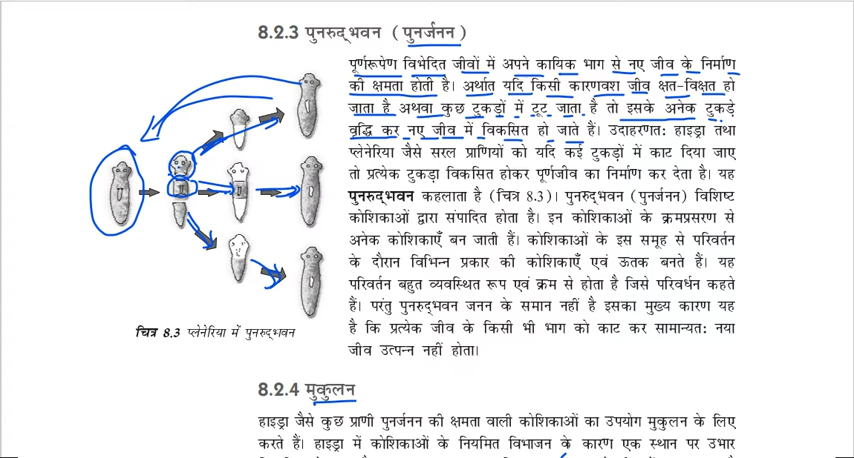 8.2.3 पुनरुद्‌भवन (पुनर्जनन)
पूर्णरूपेण विभेदित जीवों में अपने कायिक भाग से नए जीव के निर्माण
की क्षमता होती है। अर्थात यदि किसी कारणवश जीव क्षत-विक्षत हो
जाता है अथवा कुछ टुकड़ों में टूट जाता है तो इसके अनेक टुकड़े
वृद्धि कर नए जीव में विकसित हो जाते हैं। उदाहरणत: हाइड्रा तथा
प्लेनेरिया जैसे सरल प्राणियों को यदि कई टुकड़ों में काट दिया जाए
तो प्रत्येक टुकड़ा विकसित होकर पूर्णजीव का निर्माण कर देता है। यह
पुनरुद्‌भवन कहलाता है (चित्र 8.3)। पुनरुद्‌भवन (पुनर्जनन) विशिष्ट
कोशिकाओं द्वारा संपादित होता है। इन कोशिकाओं के क्रमप्रसरण से
अनेक कोशिकाएँ बन जाती हैं। कोशिकाओं के इस समूह से परिवर्तन
के दौरान विभिन्न प्रकार की कोशिकाएँ एवं ऊतक बनते हैं। यह
परिवर्तन बहुत व्यवस्थित रूप एवं क्रम से होता है जिसे परिवर्धन कहते
हैं। परंतु पुनरुद्‌भवन जनन के समान नहीं है इसका मुख्य कारण यह
है कि प्रत्येक जीव के किसी भी भाग को काट कर सामान्यत: नया
जीव उत्पन्न नहीं होता।
चित्र 8.3 प्लेनेरिया में पुनरुद्‌भवन
8.2.4 मुकुलन
हाइड्रा जैसे कुछ प्राणी पुनर्जनन की क्षमता वाली कोशिकाओं का उपयोग मुकुलन के लिए
करते हैं। हाइड्रा में कोशिकाओं के नियमित विभाजन के कारण एक स्थान पर उभार